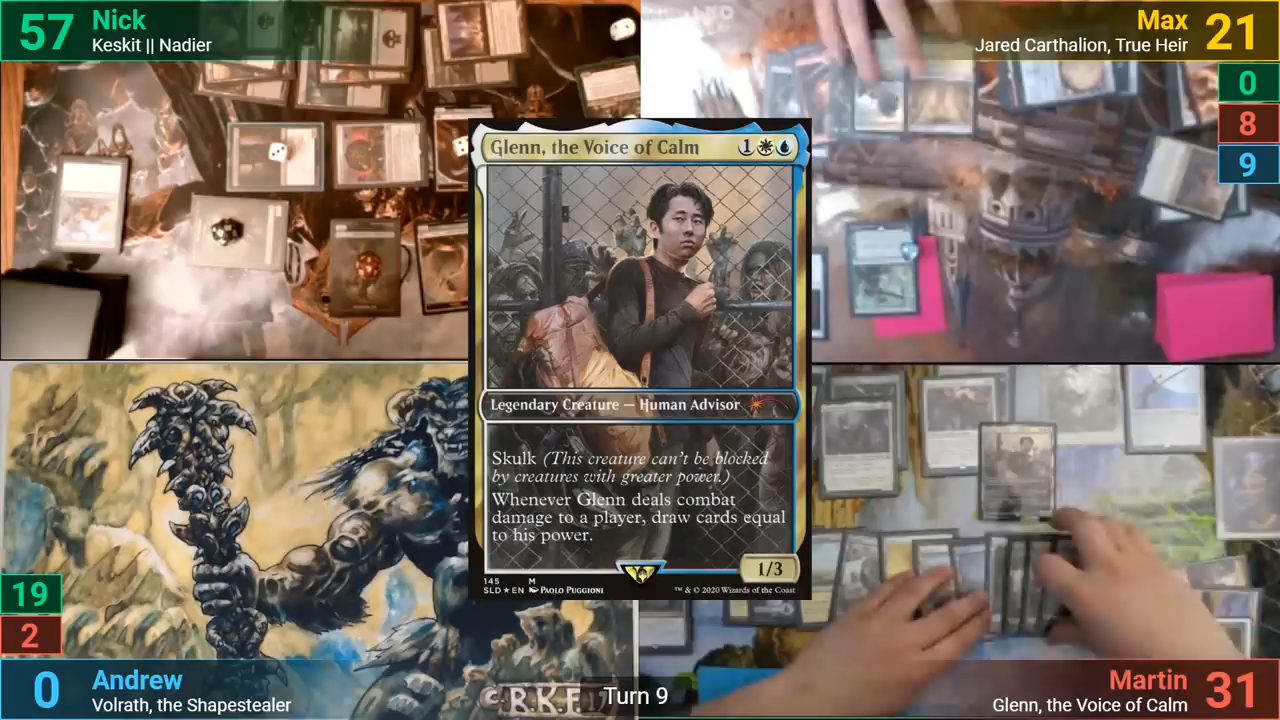 57
Nick
Keskit || Nadier
Max
Jared Carthalion, True Heir
21
0
8
9
Glenn, the Voice of Calm 1
Legendary Creature — Human Advisor
Skulk (This creature can't be blocked
by creatures with greater power.)
Whenever Glenn deals combat
damage to a player, draw cards equal
to his power.
1/3
145 M
SLD ★ EN PAOLO PUGGIONI
™ & © 2020 Wizards of the Coast
19
2
0
Andrew
Volrath, the Shapestealer
Turn 9
Martin
Glenn, the Voice of Calm
31